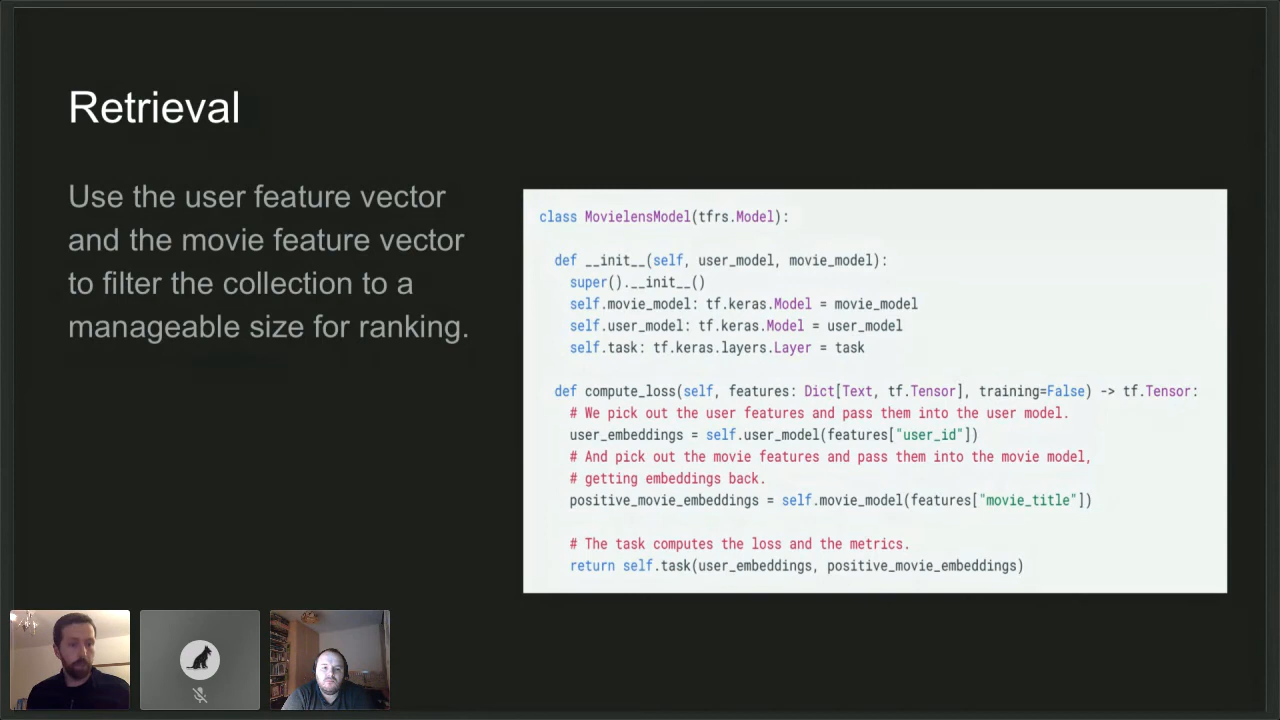 Retrieval
Use the user feature vector
and the movie feature vector
to filter the collection to a
manageable size for ranking.
class MovielensModel(tfrs.Model):
def __init__(self, user_model, movie_model):
super().__init__()
self.movie_model: tf.keras.Model = movie_model
self.user_model: tf.keras.Model = user_model
self.task: tf.keras.layers.Layer = task
def compute_loss(self, features: Dict[Text, tf.Tensor], training=False) -> tf.Tensor:
# We pick out the user features and pass them into the user model.
user_embeddings = self.user_model(features["user_id"])
# And pick out the movie features and pass them into the movie model,
# getting embeddings back.
positive_movie_embeddings = self.movie_model(features["movie_title"])
# The task computes the loss and the metrics.
return self.task(user_embeddings, positive_movie_embeddings)